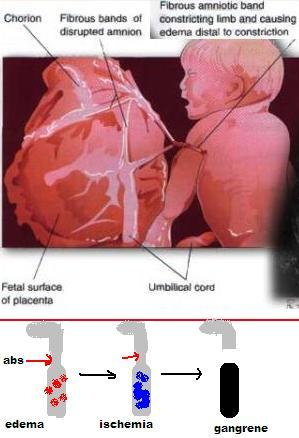 Chorion
Fibrous bands of
disrupted amnion
Fibrous amniotic band
constricting limb and causing
edema distal to constriction
Fetal surface
of placenta
Umbilical cord
abs
edema
ischemia
gangrene